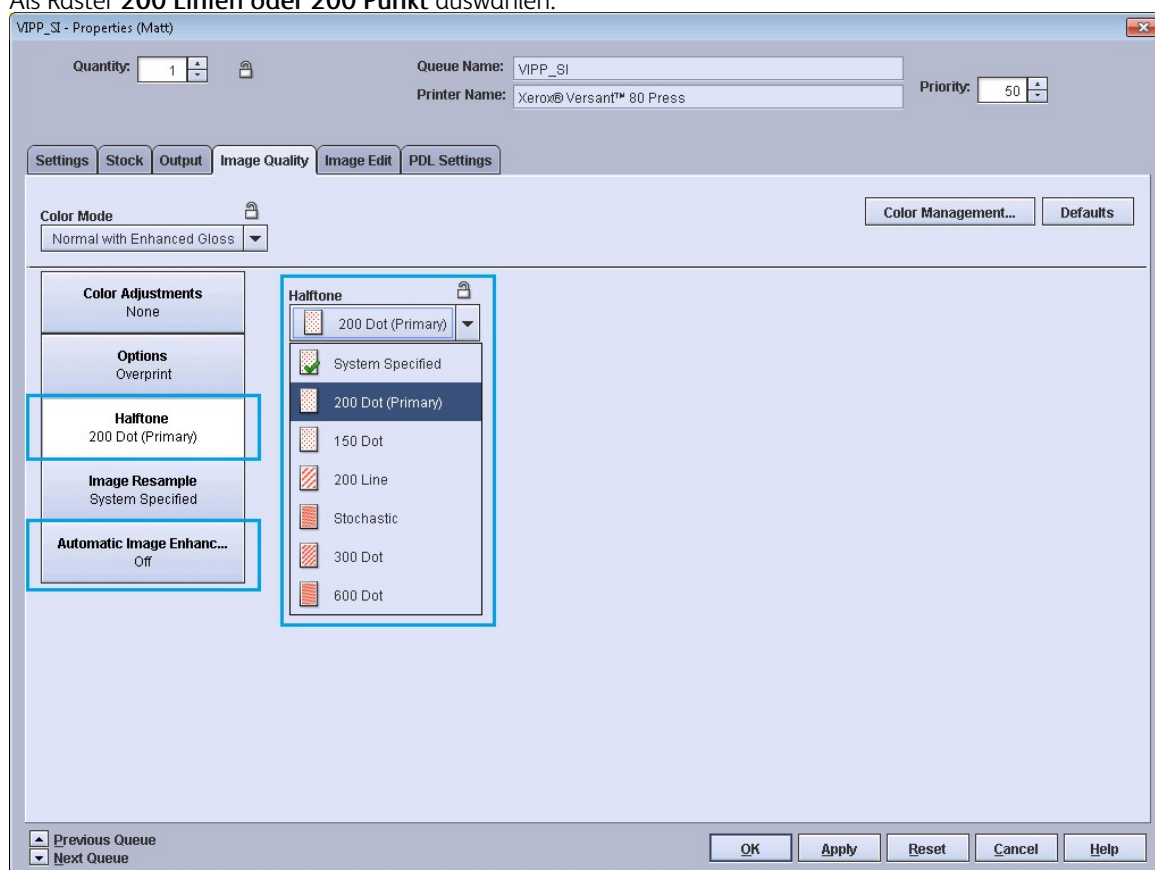 Als Raster 200 Linien oder 200 Punkt auswählen.
VIPP_SI - Properties (Matt)
Quantity: 1
Queue Name: VIPP_SI
Printer Name: Xerox® Versant™ 80 Press
Priority: 50
Settings Stock Output Image Quality Image Edit PDL Settings
Color Mode
Normal with Enhanced Gloss
Color Management... Defaults
Color Adjustments
None
Options
Overprint
Halftone
200 Dot (Primary)
Image Resample
System Specified
Automatic Image Enhanc...
Off
Halftone
200 Dot (Primary)
System Specified
200 Dot (Primary)
150 Dot
200 Line
Stochastic
300 Dot
600 Dot
Previous Queue
Next Queue
OK Apply Reset Cancel Help